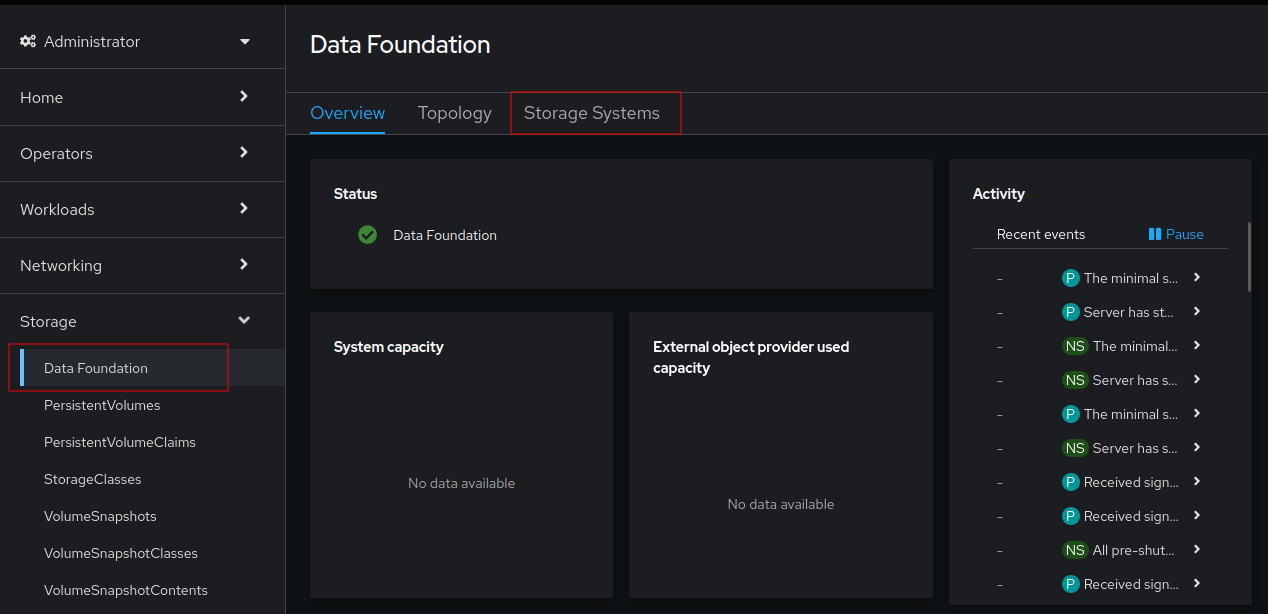 Administrator
Home
Operators
Workloads
Networking
Storage
Data Foundation
PersistentVolumes
PersistentVolumeClaims
StorageClasses
VolumeSnapshots
VolumeSnapshotClasses
VolumeSnapshotContents
Data Foundation
Overview Topology Storage Systems
Status
Data Foundation
System capacity
No data available
External object provider used
capacity
No data available
Activity
Recent events Pause
- P The minimal s...
- P Server has st...
- NS The minimal...
- NS Server has s...
- P The minimal s...
- NS Server has s...
- P Received sign...
- P Received sign...
- NS All pre-shut...
- P Received sign...